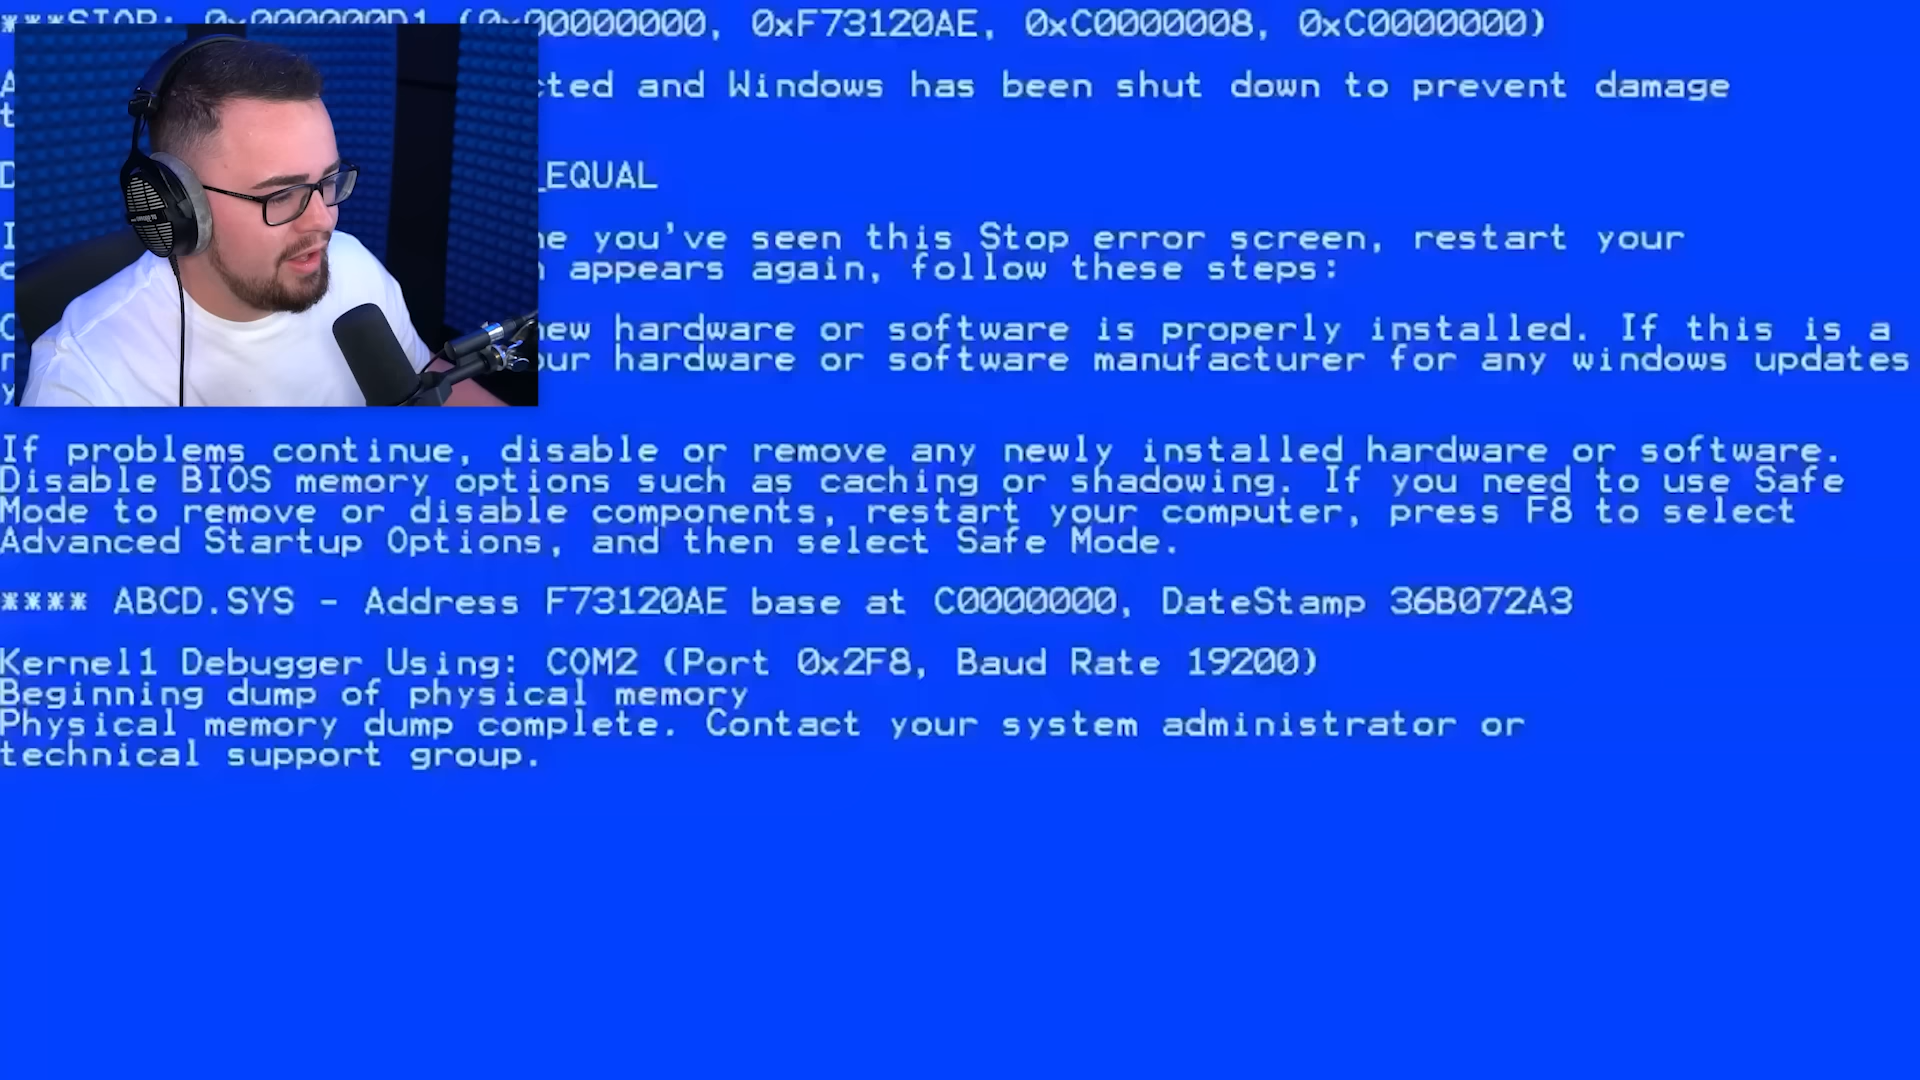 ***STOP: 0x000000D1 (0x00000000, 0xF73120AE, 0xC0000008, 0xC0000000)
and Windows has been shut down to prevent damage
_EQUAL
you've seen this Stop error screen, restart your
appears again, follow these steps:
hardware or software is properly installed. If this is a
hardware or software manufacturer for any windows updates
If problems continue, disable or remove any newly installed hardware or software.
Disable BIOS memory options such as caching or shadowing. If you need to use Safe
Mode to remove or disable components, restart your computer, press F8 to select
Advanced Startup Options, and then select Safe Mode.
**** ABCD.SYS - Address F73120AE base at C0000000, DateStamp 36B072A3
Kernel1 Debugger Using: COM2 (Port 0x2F8, Baud Rate 19200)
Beginning dump of physical memory
Physical memory dump complete. Contact your system administrator or
technical support group.